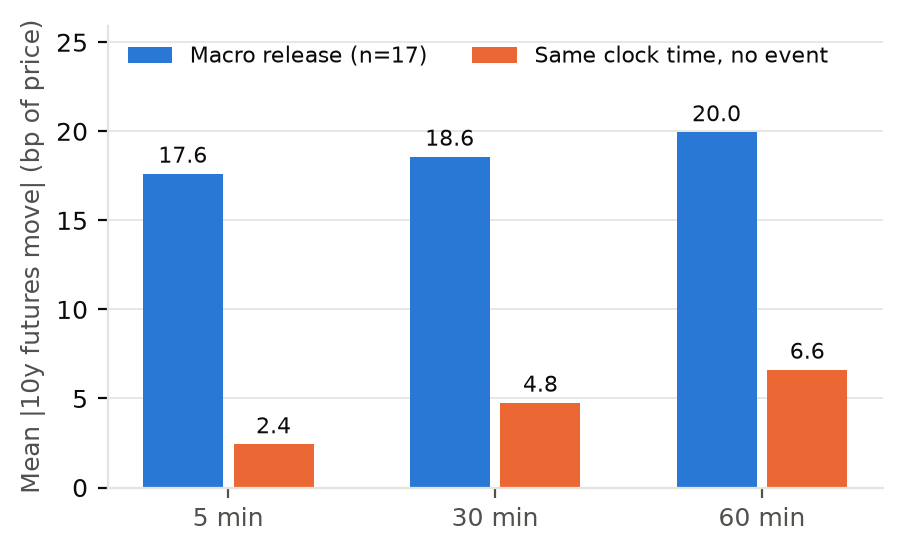 Mean |10y futures move| (bp of price)
25
20
15
10
5
0
Macro release (n=17)
Same clock time, no event
17.6
2.4
18.6
4.8
20.0
6.6
5 min
30 min
60 min